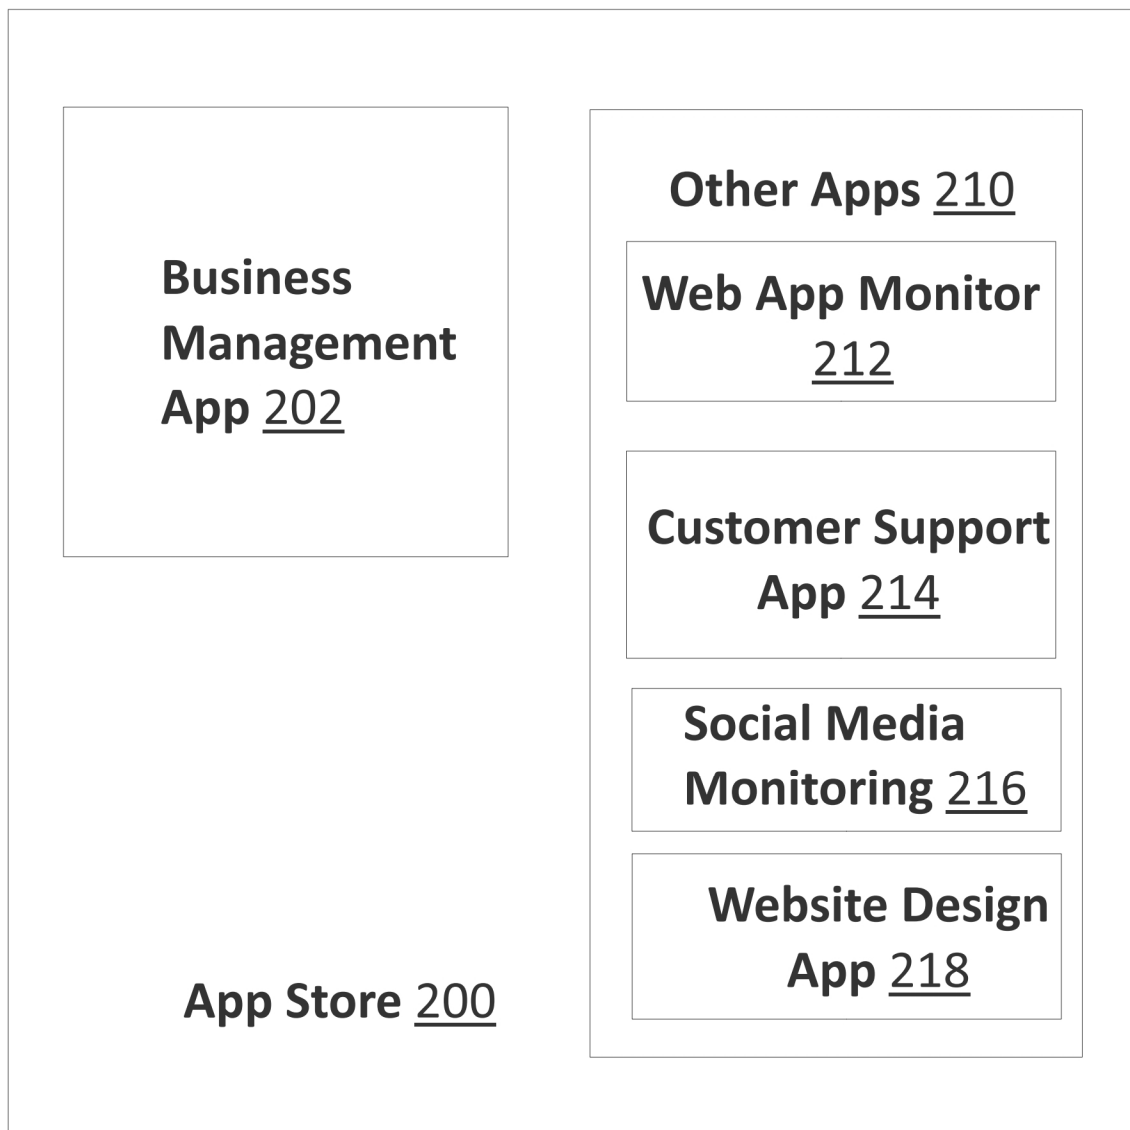 Business
Management
App 202
Other Apps 210
Web App Monitor
212
Customer Support
App 214
Social Media
Monitoring 216
Website Design
App 218
App Store 200